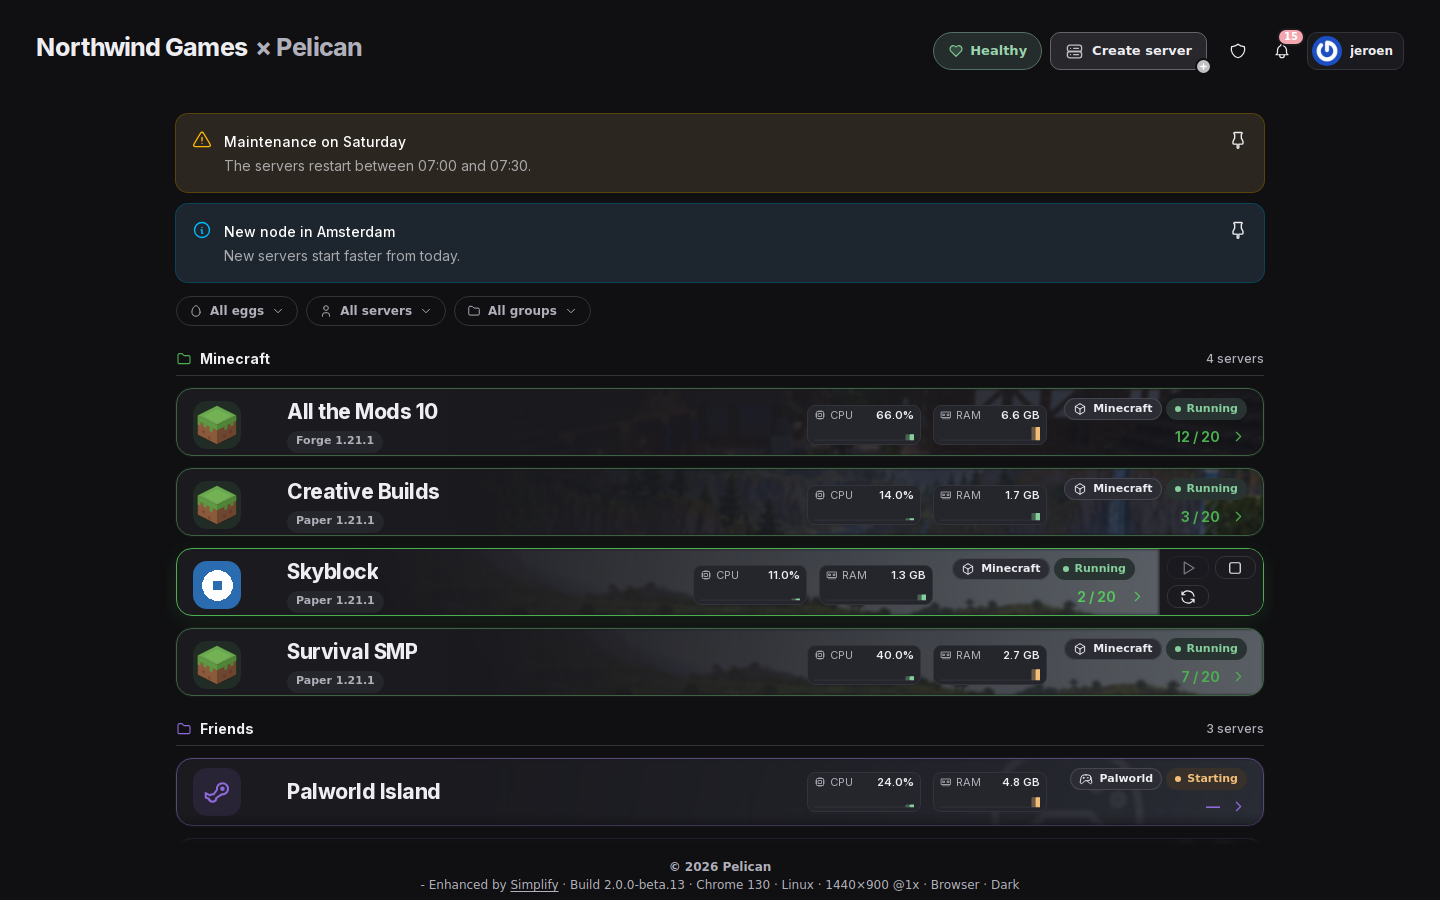 Northwind Games × Pelican
Healthy
Create server
15
jeroen
Maintenance on Saturday
The servers restart between 07:00 and 07:30.
New node in Amsterdam
New servers start faster from today.
All eggs
All servers
All groups
Minecraft
4 servers
All the Mods 10
Forge 1.21.1
CPU 66.0%
RAM 6.6 GB
Minecraft
Running
12 / 20
Creative Builds
Paper 1.21.1
CPU 14.0%
RAM 1.7 GB
Minecraft
Running
3 / 20
Skyblock
Paper 1.21.1
CPU 11.0%
RAM 1.3 GB
Minecraft
Running
2 / 20
Survival SMP
Paper 1.21.1
CPU 40.0%
RAM 2.7 GB
Minecraft
Running
7 / 20
Friends
3 servers
Palworld Island
CPU 24.0%
RAM 4.8 GB
Palworld
Starting
—
© 2026 Pelican
- Enhanced by Simplify · Build 2.0.0-beta.13 · Chrome 130 · Linux · 1440×900 @1x · Browser · Dark